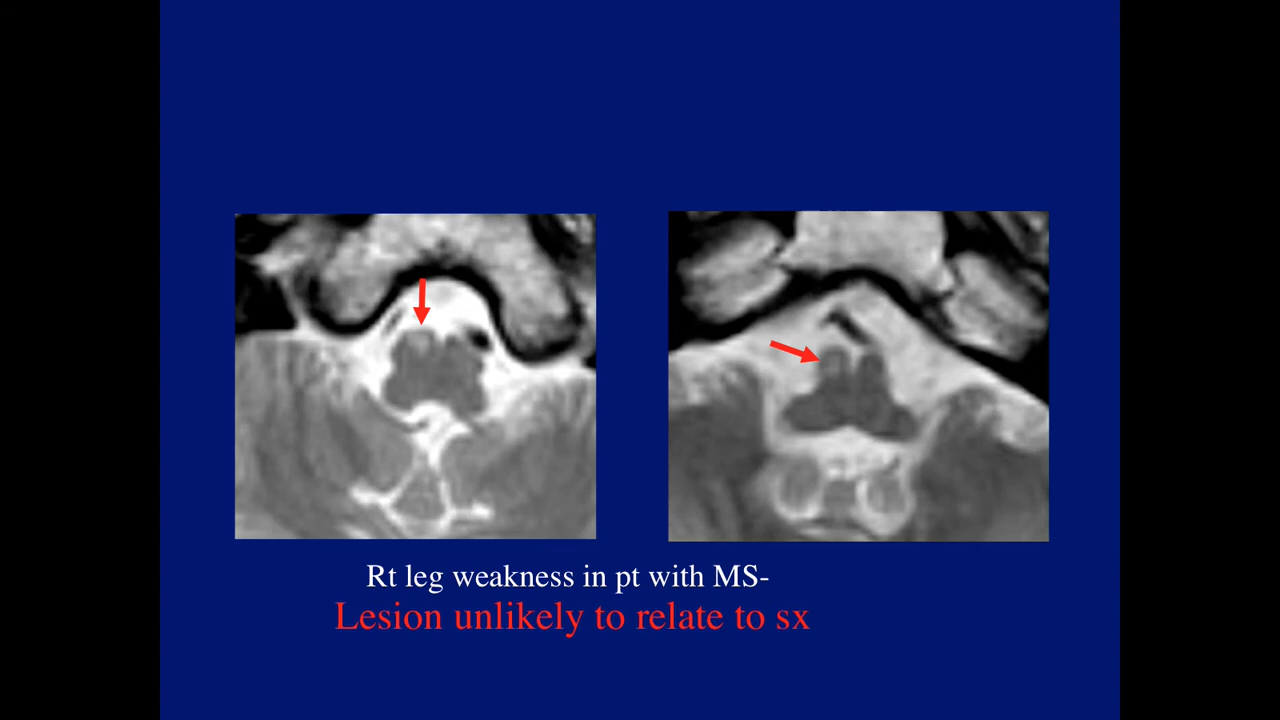 Rt leg weakness in pt with MS-
Lesion unlikely to relate to sx